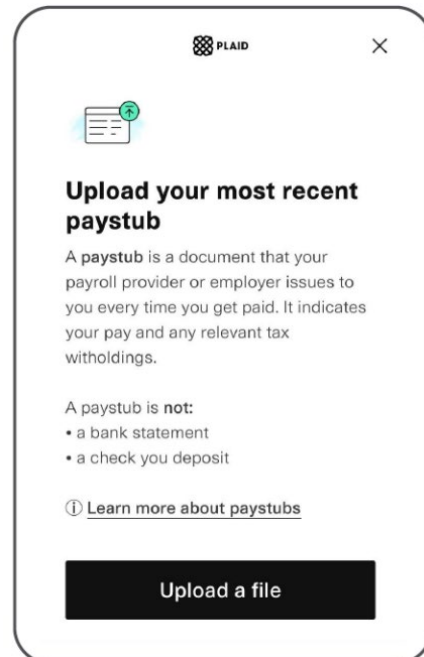 PLAID
Upload your most recent
paystub
A paystub is a document that your
payroll provider or employer issues to
you every time you get paid. It indicates
your pay and any relevant tax
witholdings.
A paystub is not:
• a bank statement
• a check you deposit
Learn more about paystubs
Upload a file